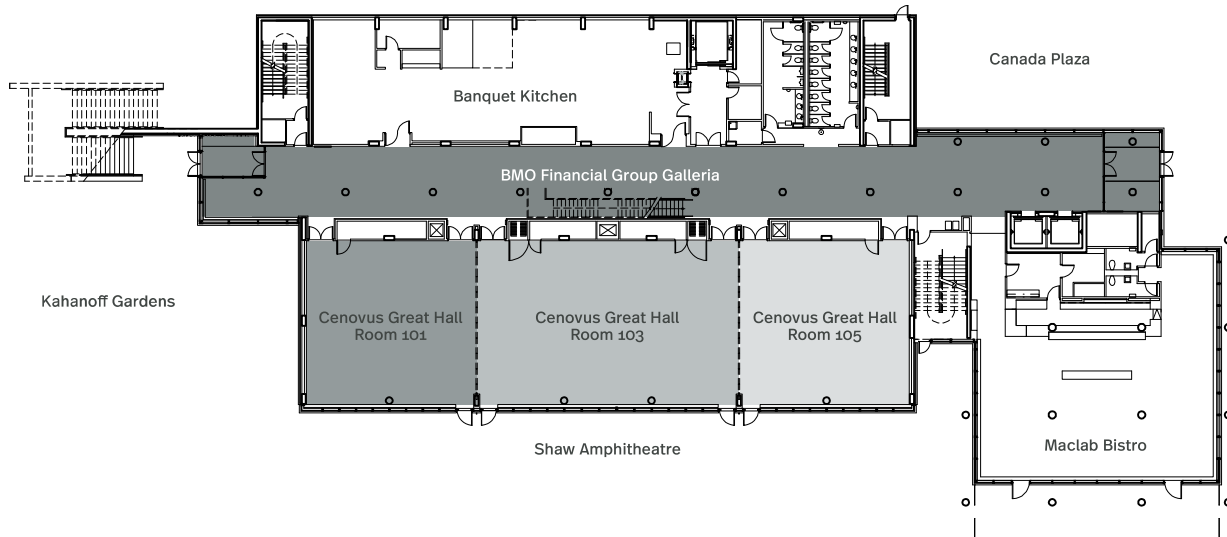 Canada Plaza
Banquet Kitchen
BMO Financial Group Galleria
Kahanoff Gardens
Cenovus Great Hall
Room 101
Cenovus Great Hall
Room 103
Cenovus Great Hall
Room 105
Shaw Amphitheatre
Maclab Bistro